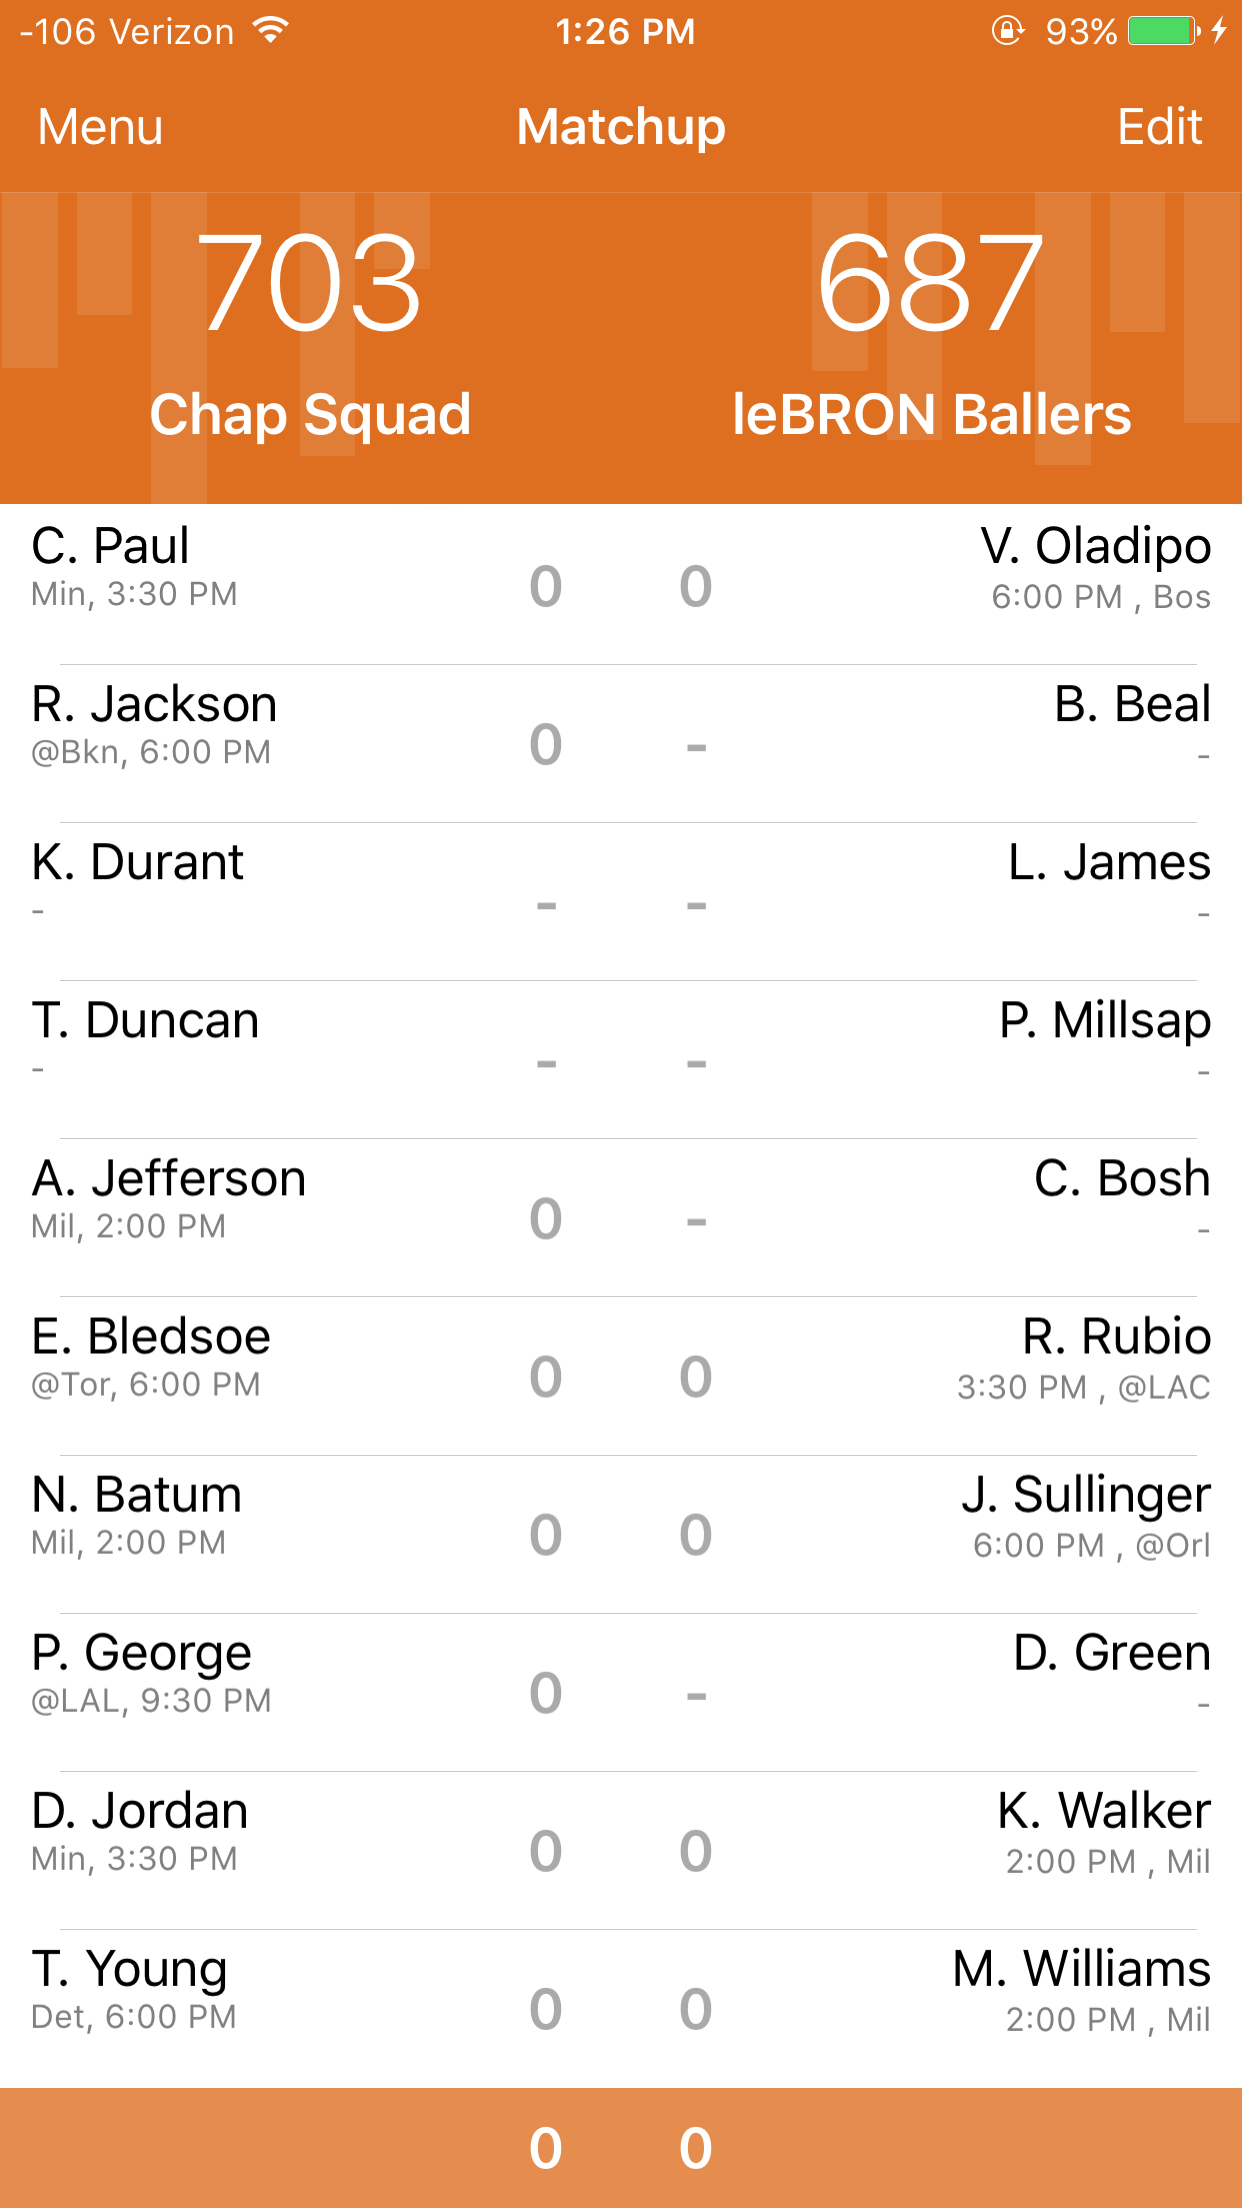 -106 Verizon 1:26 PM 93%
Menu Matchup Edit
703 687
Chap Squad leBRON Ballers
C. Paul V. Oladipo
Min, 3:30 PM 0 0 6:00 PM , Bos
R. Jackson B. Beal
@Bkn, 6:00 PM 0 - -
K. Durant L. James
- - - -
T. Duncan P. Millsap
- - - -
A. Jefferson C. Bosh
Mil, 2:00 PM 0 - -
E. Bledsoe R. Rubio
@Tor, 6:00 PM 0 0 3:30 PM , @LAC
N. Batum J. Sullinger
Mil, 2:00 PM 0 0 6:00 PM , @Orl
P. George D. Green
@LAL, 9:30 PM 0 - -
D. Jordan K. Walker
Min, 3:30 PM 0 0 2:00 PM , Mil
T. Young M. Williams
Det, 6:00 PM 0 0 2:00 PM , Mil
0 0